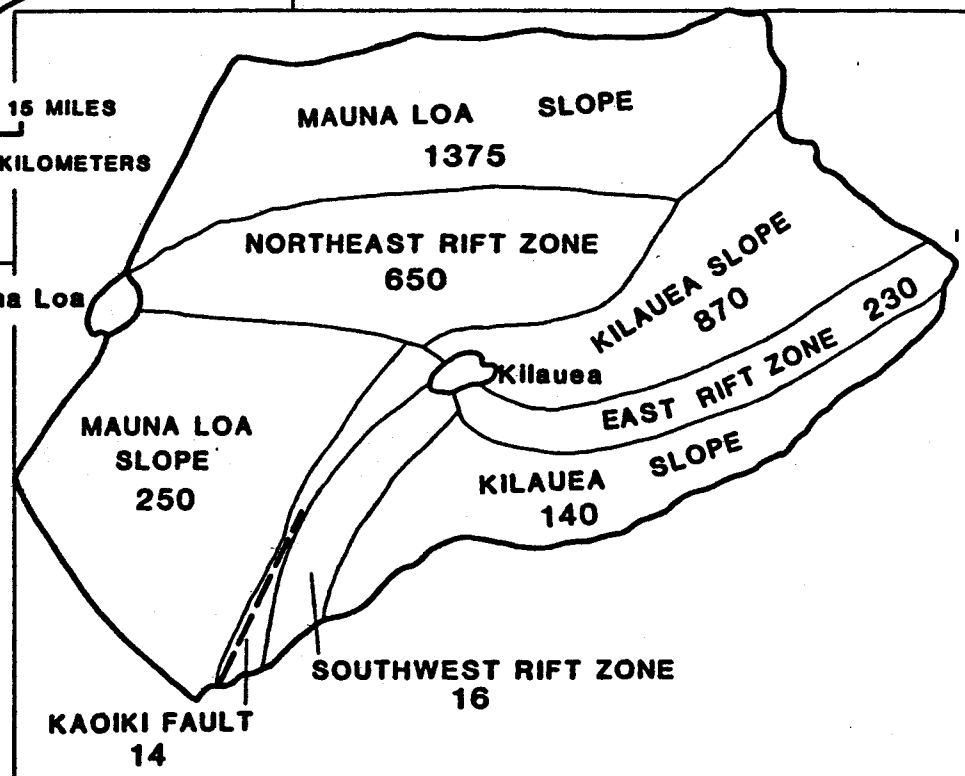 15 MILES
KILOMETERS
MAUNA LOA SLOPE
1375
NORTHEAST RIFT ZONE
650
Loa
KILAUEA SLOPE
870
EAST RIFT ZONE 230
Kilauea
MAUNA LOA
SLOPE
250
KILAUEA SLOPE
140
SOUTHWEST RIFT ZONE
16
KAOIKI FAULT
14